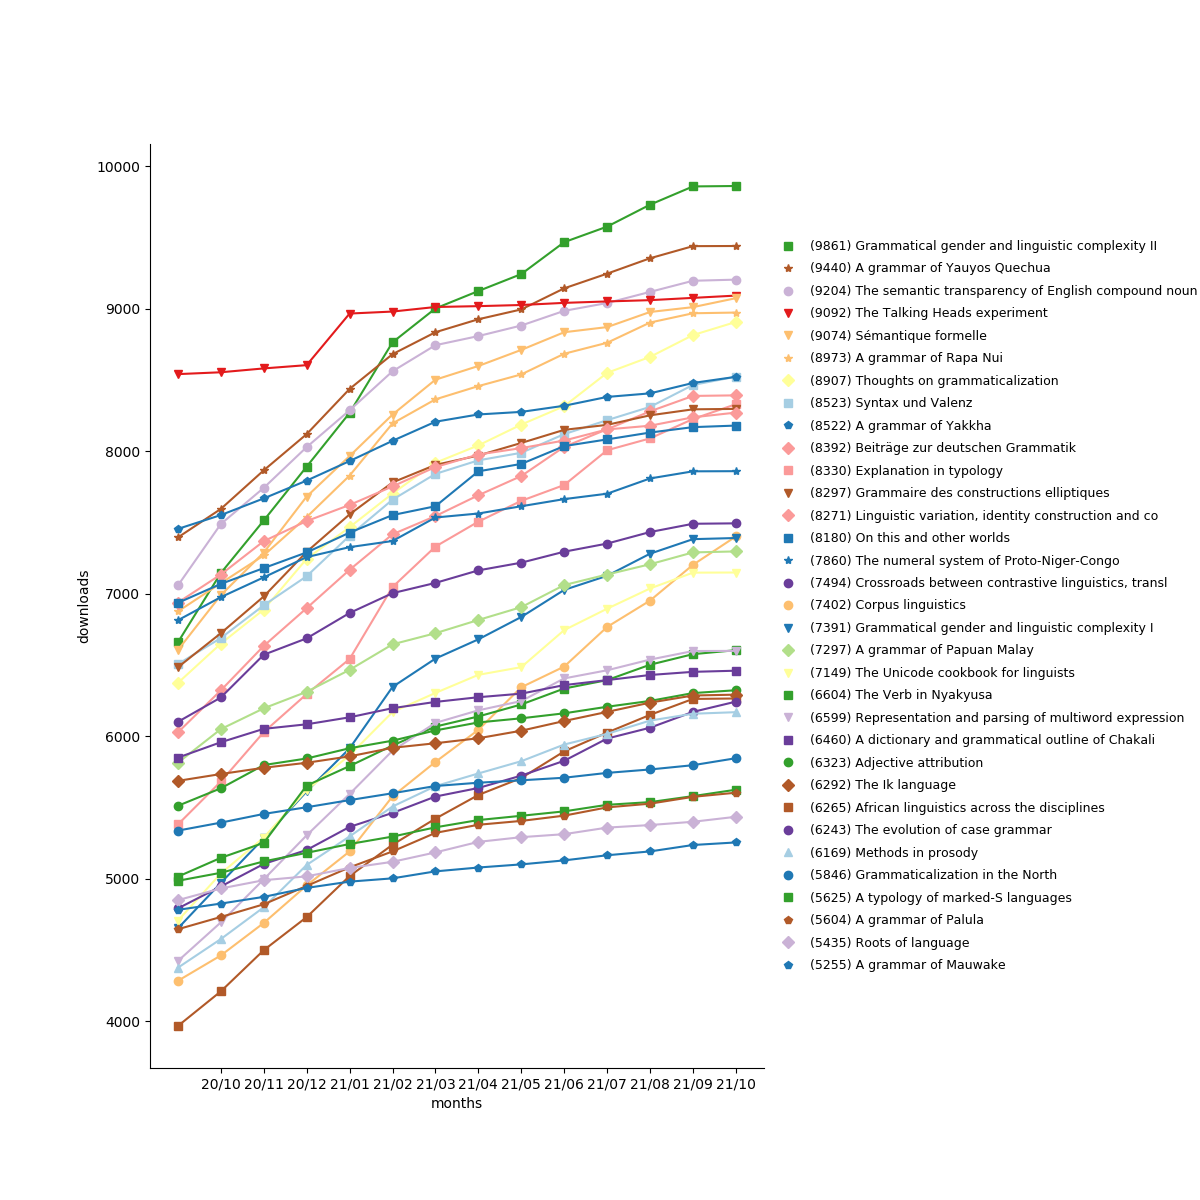 10000
9000
8000
7000
6000
5000
4000
downloads
20/10 20/11 20/12 21/01 21/02 21/03 21/04 21/05 21/06 21/07 21/08 21/09 21/10
months
(9861) Grammatical gender and linguistic complexity II
(9440) A grammar of Yauyos Quechua
(9204) The semantic transparency of English compound noun
(9092) The Talking Heads experiment
(9074) Sémantique formelle
(8973) A grammar of Rapa Nui
(8907) Thoughts on grammaticalization
(8523) Syntax und Valenz
(8522) A grammar of Yakkha
(8392) Beiträge zur deutschen Grammatik
(8330) Explanation in typology
(8297) Grammaire des constructions elliptiques
(8271) Linguistic variation, identity construction and co
(8180) On this and other worlds
(7860) The numeral system of Proto-Niger-Congo
(7494) Crossroads between contrastive linguistics, transl
(7402) Corpus linguistics
(7391) Grammatical gender and linguistic complexity I
(7297) A grammar of Papuan Malay
(7149) The Unicode cookbook for linguists
(6604) The Verb in Nyakyusa
(6599) Representation and parsing of multiword expression
(6460) A dictionary and grammatical outline of Chakali
(6323) Adjective attribution
(6292) The Ik language
(6265) African linguistics across the disciplines
(6243) The evolution of case grammar
(6169) Methods in prosody
(5846) Grammaticalization in the North
(5625) A typology of marked-S languages
(5604) A grammar of Palula
(5435) Roots of language
(5255) A grammar of Mauwake